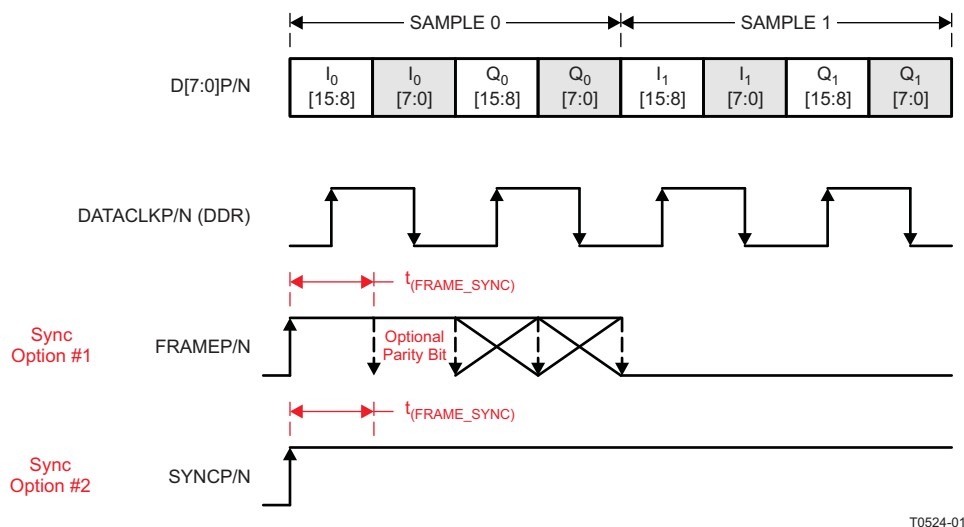 SAMPLE 0
SAMPLE 1
D[7:0]P/N
I0 [15:8]
I0 [7:0]
Q0 [15:8]
Q0 [7:0]
I1 [15:8]
I1 [7:0]
Q1 [15:8]
Q1 [7:0]
DATACLKP/N (DDR)
t(FRAME_SYNC)
Sync
Option #1
FRAMEP/N
Optional
Parity Bit
t(FRAME_SYNC)
Sync
Option #2
SYNCP/N
T0524-01